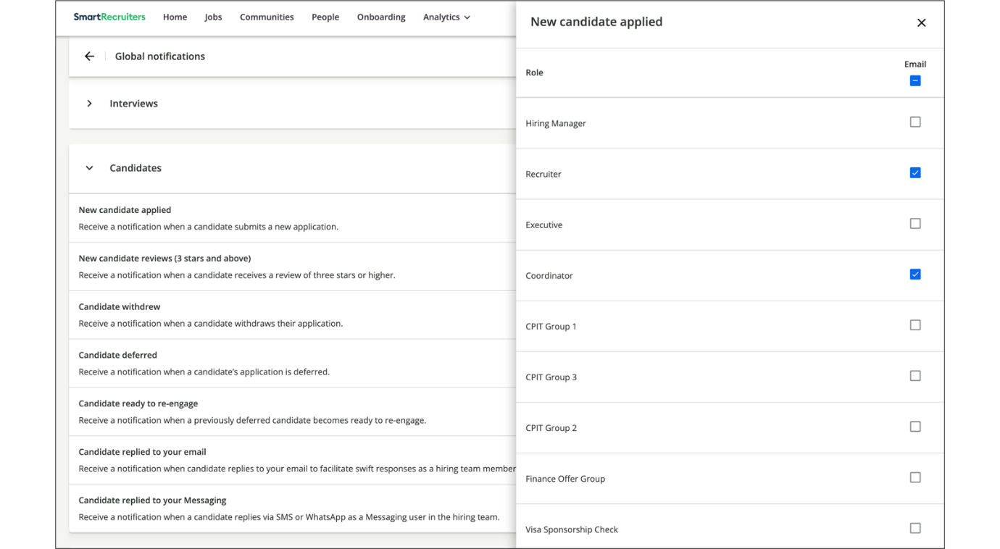 SmartRecruiters Home Jobs Communities People Onboarding Analytics
Global notifications
Interviews
Candidates
New candidate applied
Receive a notification when a candidate submits a new application.
New candidate reviews (3 stars and above)
Receive a notification when a candidate receives a review of three stars or higher.
Candidate withdrew
Receive a notification when a candidate withdraws their application.
Candidate deferred
Receive a notification when a candidate’s application is deferred.
Candidate ready to re-engage
Receive a notification when a previously deferred candidate becomes ready to re-engage.
Candidate replied to your email
Receive a notification when candidate replies to your email to facilitate swift responses as a hiring team member
Candidate replied to your Messaging
Receive a notification when a candidate replies via SMS or WhatsApp as a Messaging user in the hiring team.
New candidate applied
Role Email
Hiring Manager
Recruiter
Executive
Coordinator
CPIT Group 1
CPIT Group 3
CPIT Group 2
Finance Offer Group
Visa Sponsorship Check